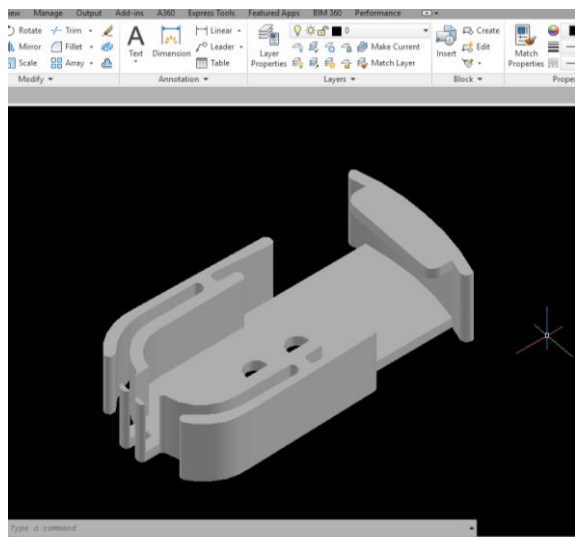 iew Manage Output Add-ins A360 Express Tools Featured Apps BIM 360 Performance
Rotate Trim Linear 0 Create
Mirror Fillet Text Dimension Leader Layer Properties Make Current Insert Edit Match Properties
Scale Array Table Match Layer
Modify Annotation Layers Block Proper
Type a command